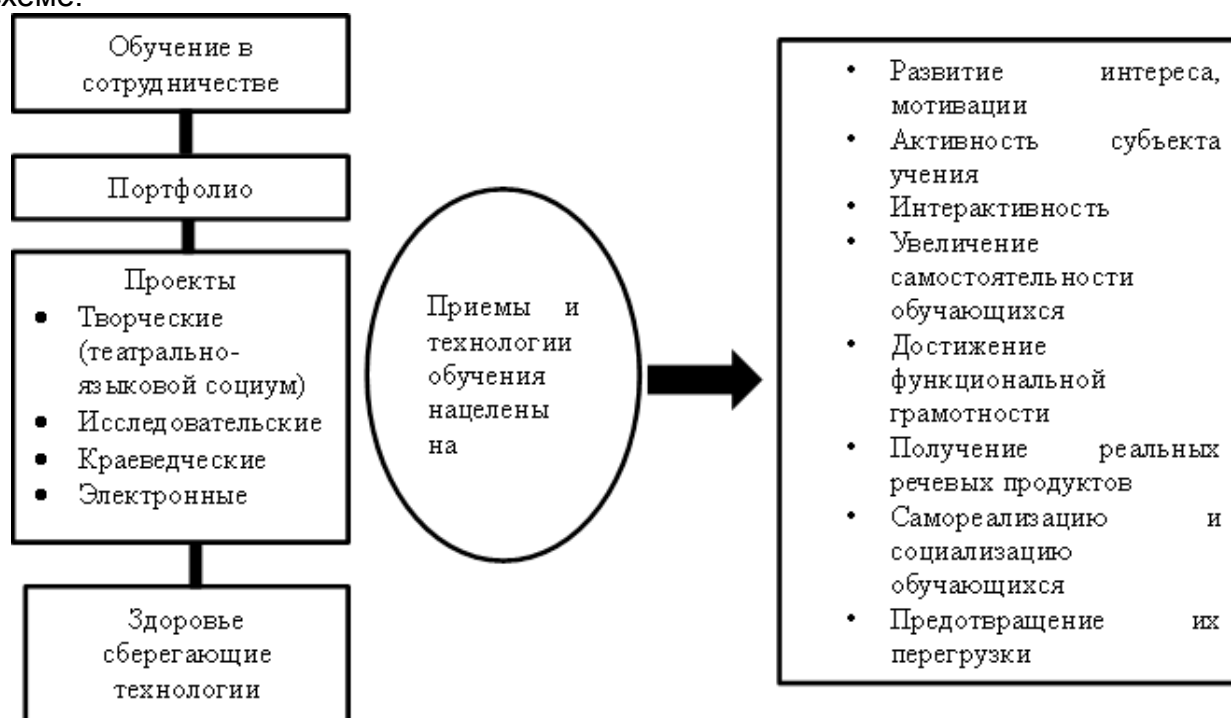 Обучение в
сотрудничестве
Портфолио
Проекты
• Творческие
(театрально-
языковой социум)
• Исследовательские
• Краеведческие
• Электронные
Здоровье
сберегающие
технологии
Приемы и
технологии
обучения
нацелены
на
• Развитие интереса,
мотивации
• Активность субъекта
учения
• Интерактивность
• Увеличение
самостоятельности
обучающихся
• Достижение
функциональной
грамотности
• Получение реальных
речевых продуктов
• Самореализацию и
социализацию
обучающихся
• Предотвращение их
перегрузки